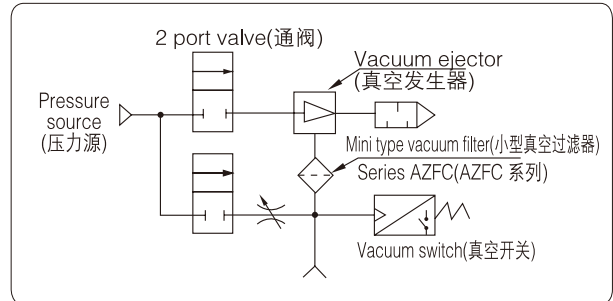 2 port valve(通阀)
Vacuum ejector
(真空发生器)
Pressure
source
(压力源)
Mini type vacuum filter(小型真空过滤器)
Series AZFC(AZFC 系列)
Vacuum switch(真空开关)